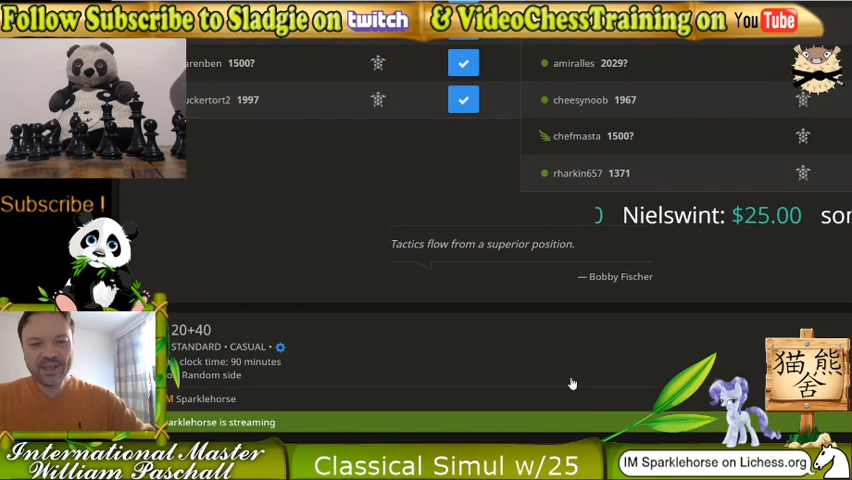 Follow Subscribe to Sladgie on twitch & VideoChessTraining on YouTube
arenben 1500?
uckertort2 1997
amiralles 2029?
cheesynoob 1967
chefmasta 1500?
rharkin657 1371
Subscribe !
Nielswint: $25.00 son
Tactics flow from a superior position.
— Bobby Fischer
20+40
STANDARD • CASUAL •
clock time: 90 minutes
Random side
M Sparklehorse
arklehorse is streaming
猫熊
舍
International Master
William Paschall
Classical Simul w/25
IM Sparklehorse on Lichess.org